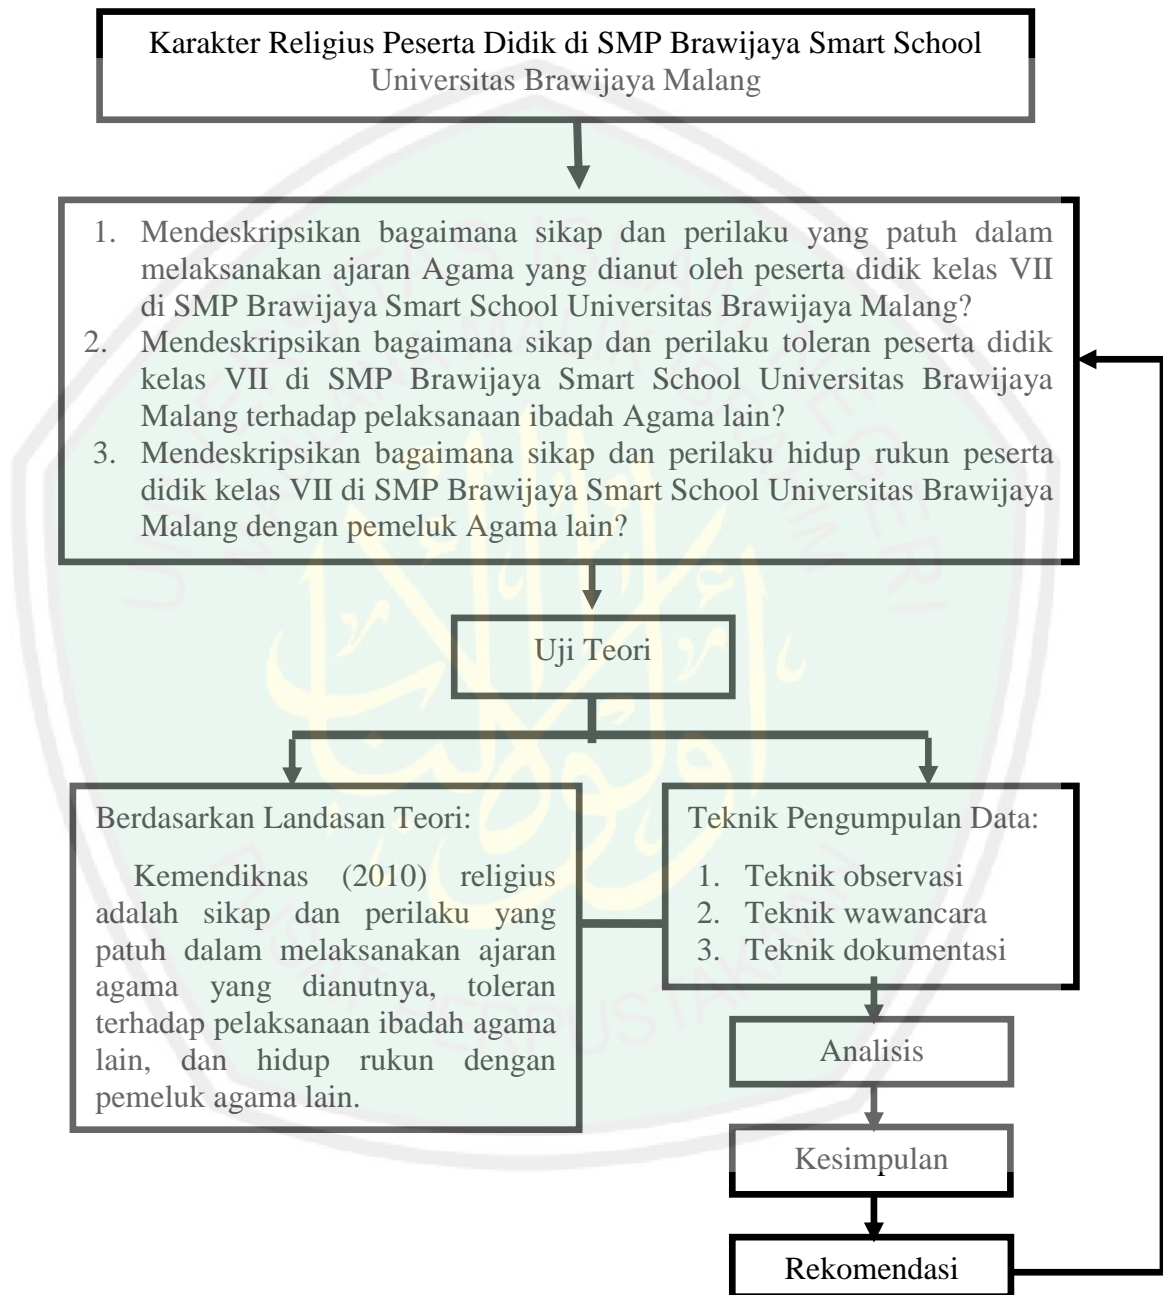 Karakter Religius Peserta Didik di SMP Brawijaya Smart School
Universitas Brawijaya Malang
1. Mendeskripsikan bagaimana sikap dan perilaku yang patuh dalam
melaksanakan ajaran Agama yang dianut oleh peserta didik kelas VII
di SMP Brawijaya Smart School Universitas Brawijaya Malang?
2. Mendeskripsikan bagaimana sikap dan perilaku toleran peserta didik
kelas VII di SMP Brawijaya Smart School Universitas Brawijaya
Malang terhadap pelaksanaan ibadah Agama lain?
3. Mendeskripsikan bagaimana sikap dan perilaku hidup rukun peserta
didik kelas VII di SMP Brawijaya Smart School Universitas Brawijaya
Malang dengan pemeluk Agama lain?
Uji Teori
Berdasarkan Landasan Teori:
Kemendiknas (2010) religius
adalah sikap dan perilaku yang
patuh dalam melaksanakan ajaran
agama yang dianutnya, toleran
terhadap pelaksanaan ibadah agama
lain, dan hidup rukun dengan
pemeluk agama lain.
Teknik Pengumpulan Data:
1. Teknik observasi
2. Teknik wawancara
3. Teknik dokumentasi
Analisis
Kesimpulan
Rekomendasi